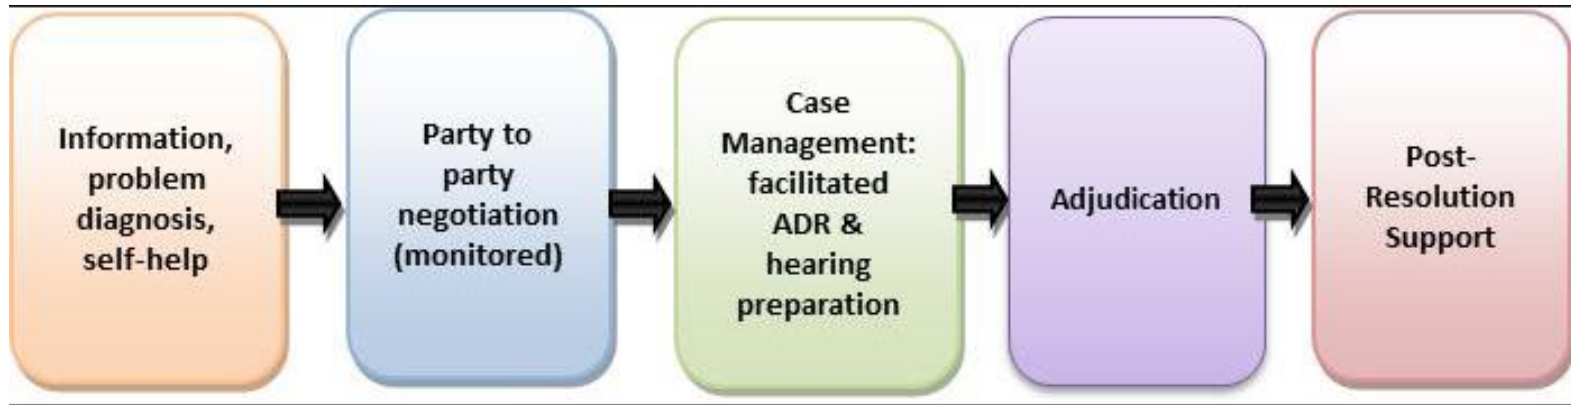 Information,
problem
diagnosis,
self-help
Party to
party
negotiation
(monitored)
Case
Management:
facilitated
ADR &
hearing
preparation
Adjudication
Post-
Resolution
Support